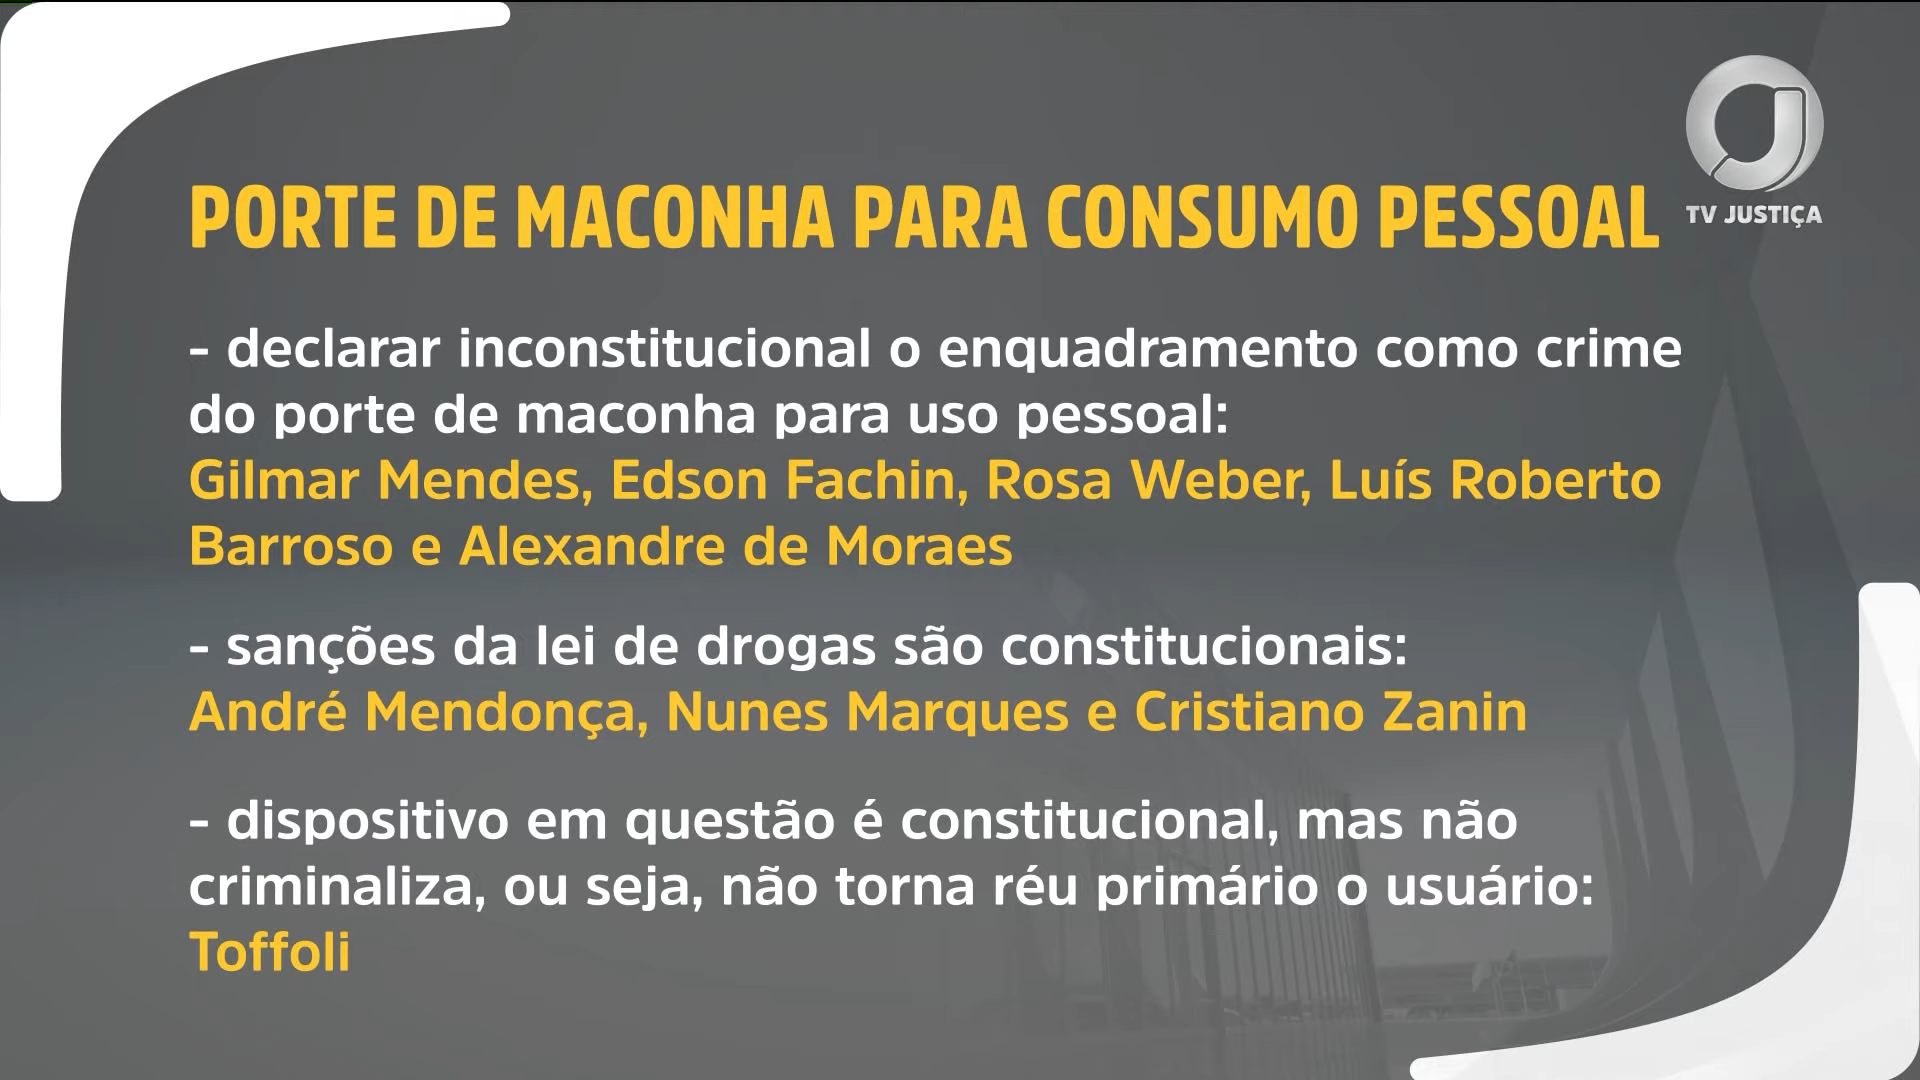 TV JUSTIÇA
PORTE DE MACONHA PARA CONSUMO PESSOAL
- declarar inconstitucional o enquadramento como crime
do porte de maconha para uso pessoal:
Gilmar Mendes, Edson Fachin, Rosa Weber, Luís Roberto
Barroso e Alexandre de Moraes
- sanções da lei de drogas são constitucionais:
André Mendonça, Nunes Marques e Cristiano Zanin
- dispositivo em questão é constitucional, mas não
criminaliza, ou seja, não torna réu primário o usuário:
Toffoli